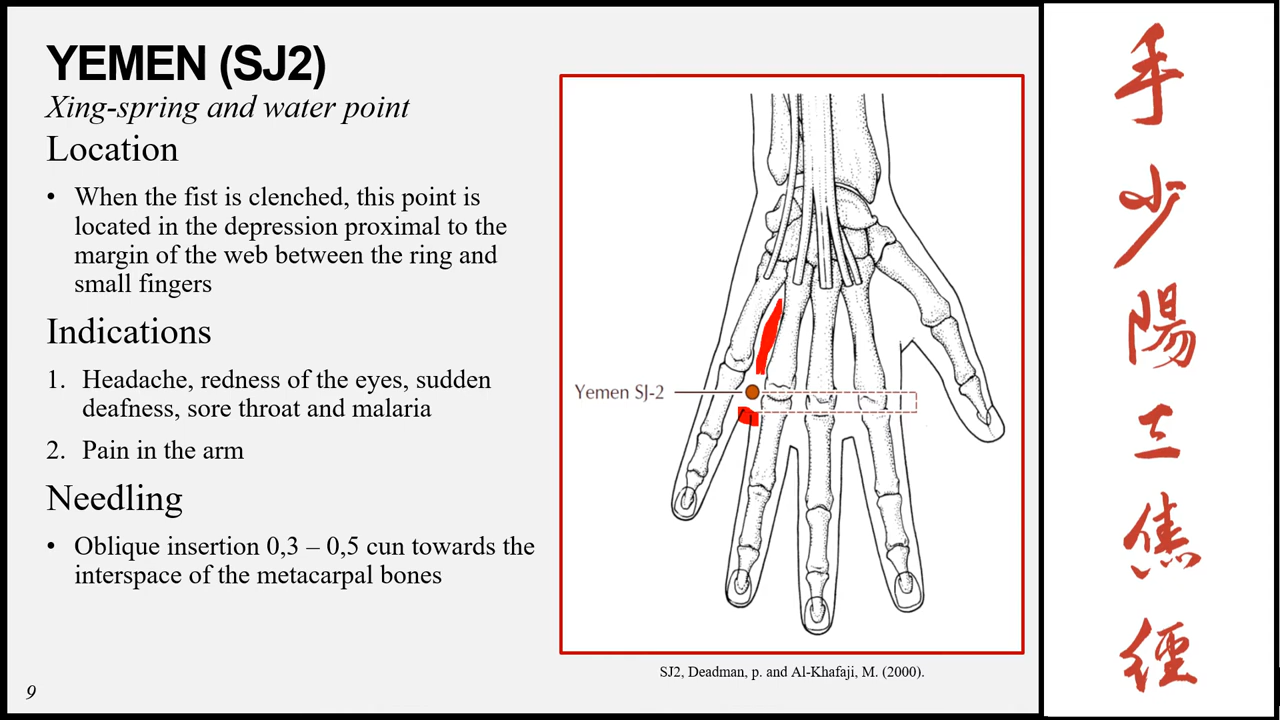 YEMEN (SJ2)
Xing-spring and water point
Location
• When the fist is clenched, this point is
located in the depression proximal to the
margin of the web between the ring and
small fingers
Indications
1. Headache, redness of the eyes, sudden
deafness, sore throat and malaria
2. Pain in the arm
Needling
• Oblique insertion 0,3 – 0,5 cun towards the
interspace of the metacarpal bones
9
Yemen SJ-2
SJ2, Deadman, p. and Al-Khafaji, M. (2000).
手
少
陽
三
焦
經